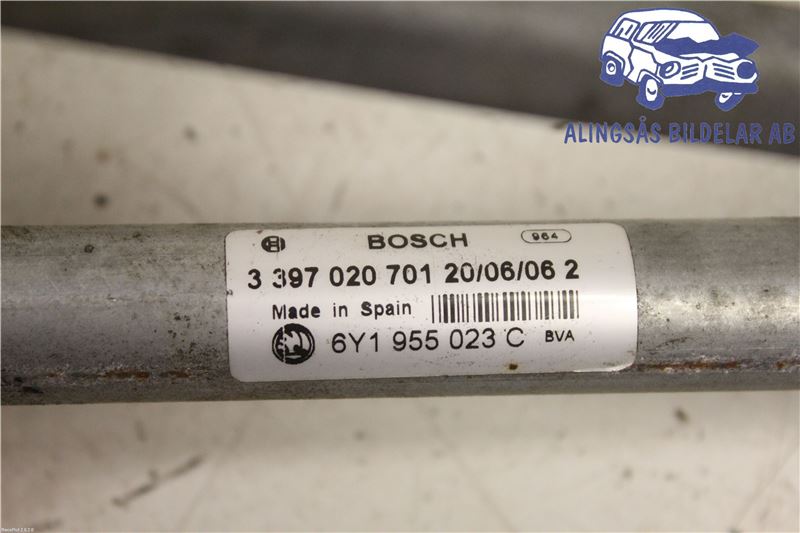 ALINGSÅS BILDELAR AB
BOSCH 964
3 397 020 701 20/06/06 2
Made in Spain
6Y1 955 023 C BVA